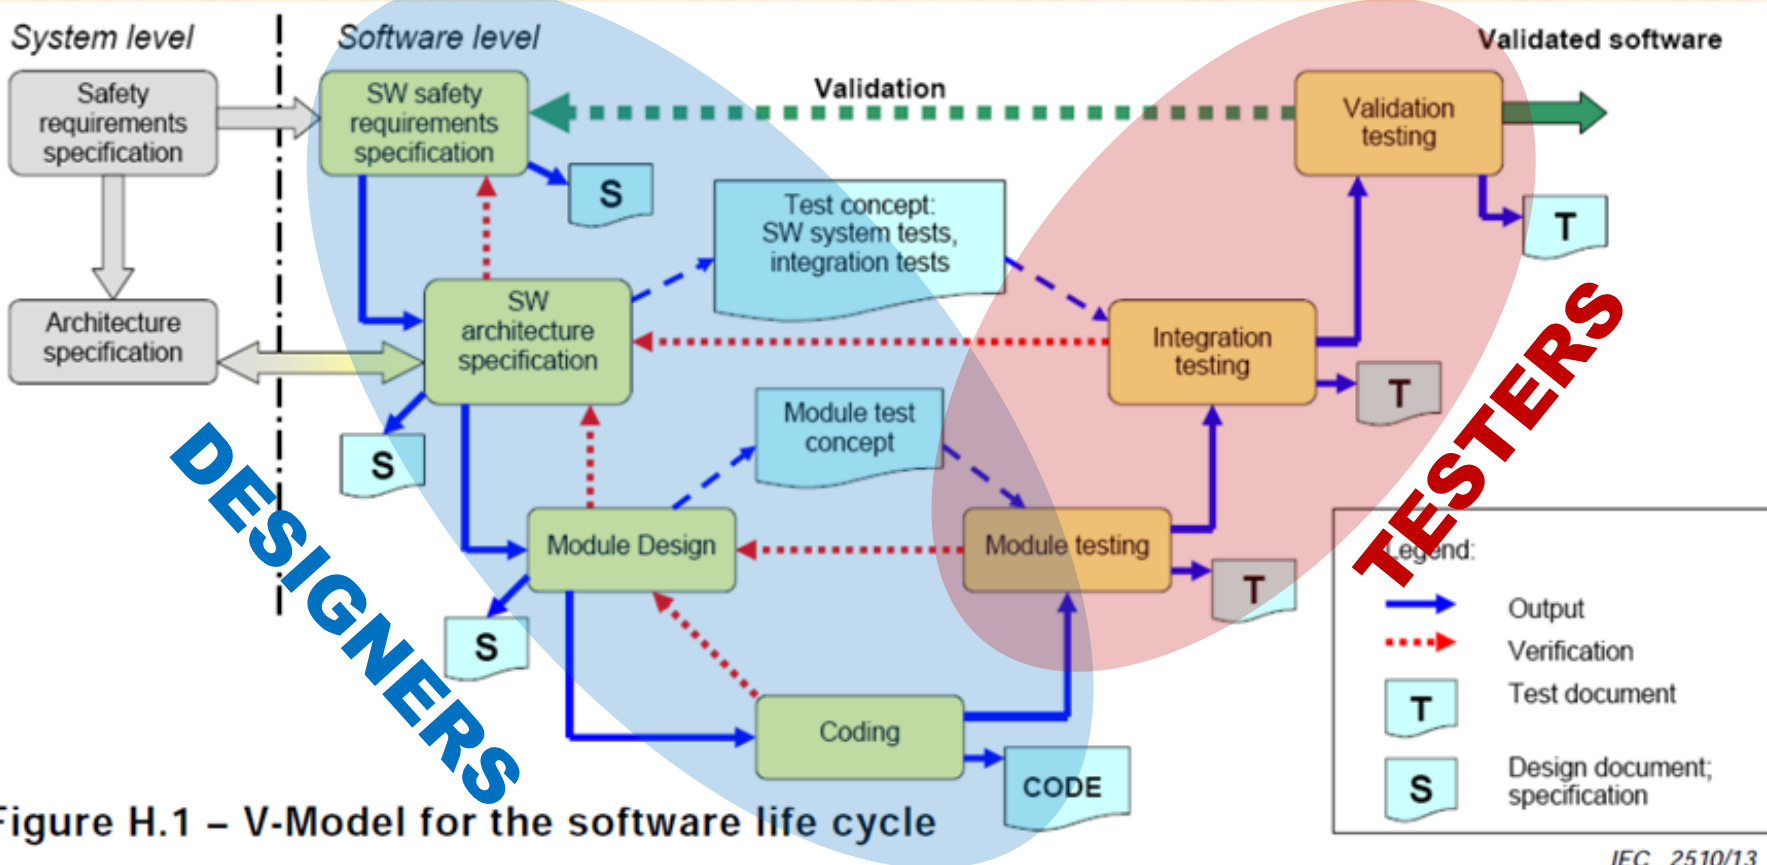 System level
Software level
Validated software
Safety
requirements
specification
SW safety
requirements
specification
Validation
Validation
testing
S
Test concept:
SW system tests,
integration tests
T
Architecture
specification
SW
architecture
specification
Integration
testing
T
S
Module test
concept
DESIGNERS
TESTERS
Module Design
Module testing
T
S
Coding
CODE
Legend:
Output
Verification
T
Test document
S
Design document;
specification
Figure H.1 – V-Model for the software life cycle
IEC 2510/13